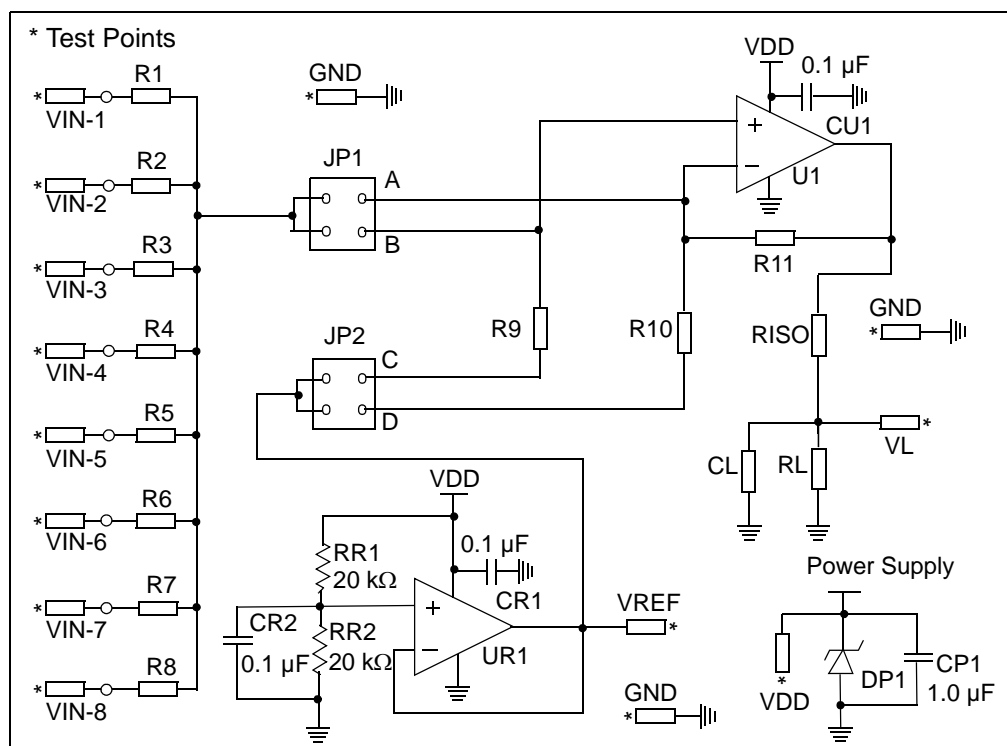 * Test Points
R1
* VIN-1
R2
* VIN-2
R3
* VIN-3
R4
* VIN-4
R5
* VIN-5
R6
* VIN-6
R7
* VIN-7
R8
* VIN-8
GND
*
JP1
A
B
JP2
C
D
R9
R10
R11
VDD
0.1 µF
CU1
+
−
U1
RISO
GND
*
VL
*
CL
RL
VDD
0.1 µF
CR1
RR1
20 kΩ
RR2
20 kΩ
CR2
0.1 µF
+
−
UR1
VREF
*
GND
*
Power Supply
*
VDD
DP1
CP1
1.0 µF